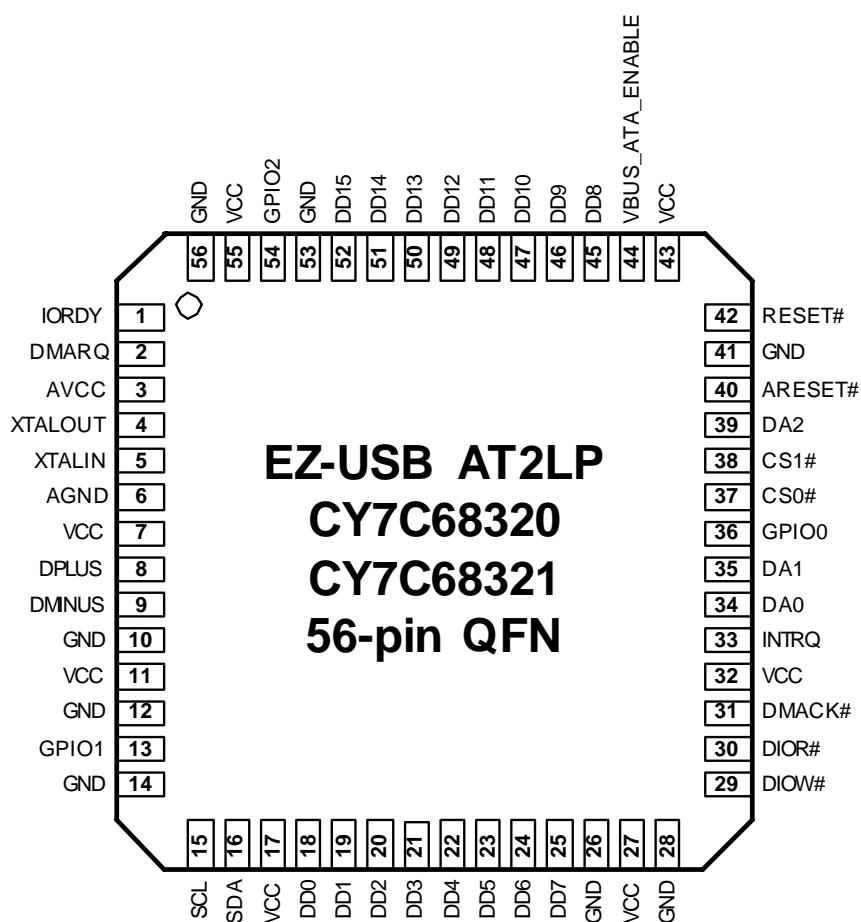 VBUS_ATA_ENABLE
GND VCC GPIO2 GND DD15 DD14 DD13 DD12 DD11 DD10 DD9 DD8 VCC
56 55 54 53 52 51 50 49 48 47 46 45 44 43
IORDY 1 42 RESET#
DMARQ 2 41 GND
AVCC 3 40 ARESET#
XTALOUT 4 39 DA2
XTALIN 5 38 CS1#
AGND 6 37 CS0#
VCC 7 36 GPIO0
DPLUS 8 35 DA1
DMINUS 9 34 DA0
GND 10 33 INTRQ
VCC 11 32 VCC
GND 12 31 DMACK#
GPIO1 13 30 DIOR#
GND 14 29 DIOW#
EZ-USB AT2LP
CY7C68320
CY7C68321
56-pin QFN
15 16 17 18 19 20 21 22 23 24 25 26 27 28
SCL SDA VCC DD0 DD1 DD2 DD3 DD4 DD5 DD6 DD7 GND VCC GND